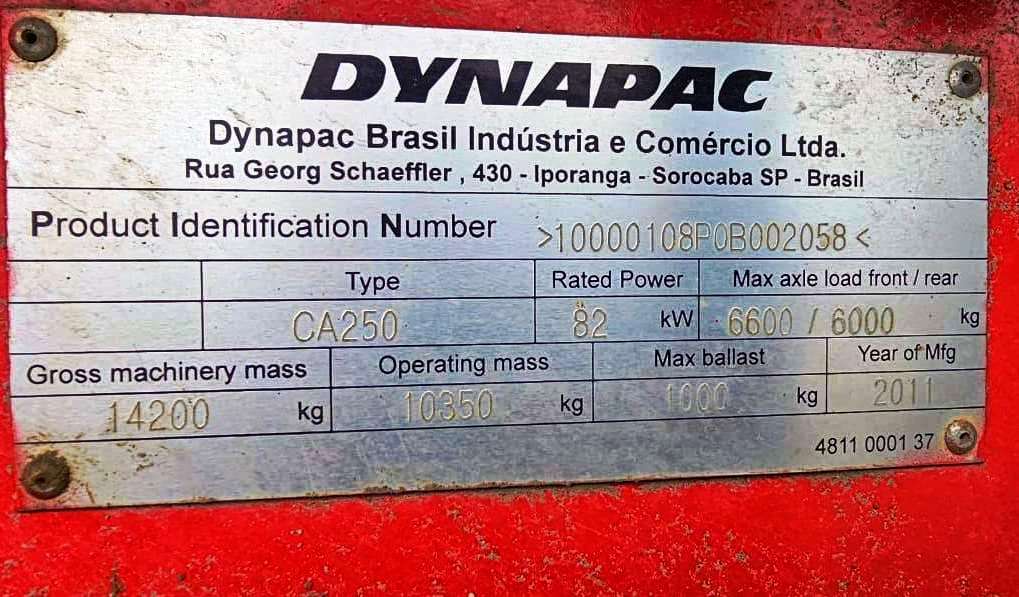 DYNAPAC
Dynapac Brasil Indústria e Comércio Ltda.
Rua Georg Schaeffler , 430 - Iporanga - Sorocaba SP - Brasil
Product Identification Number >10000108P0B002058<
Type Rated Power Max axle load front / rear
CA250 82 kW 6600 / 6000 kg
Gross machinery mass Operating mass Max ballast Year of Mfg
14200 kg 10350 kg 1000 kg 2011
4811 0001 37